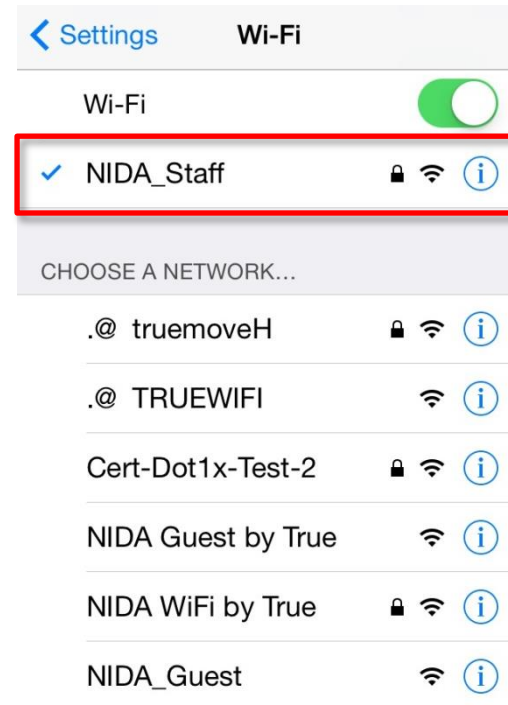 Settings Wi-Fi
Wi-Fi
NIDA_Staff
CHOOSE A NETWORK...
.@ truemoveH
.@ TRUEWIFI
Cert-Dot1x-Test-2
NIDA Guest by True
NIDA WiFi by True
NIDA_Guest